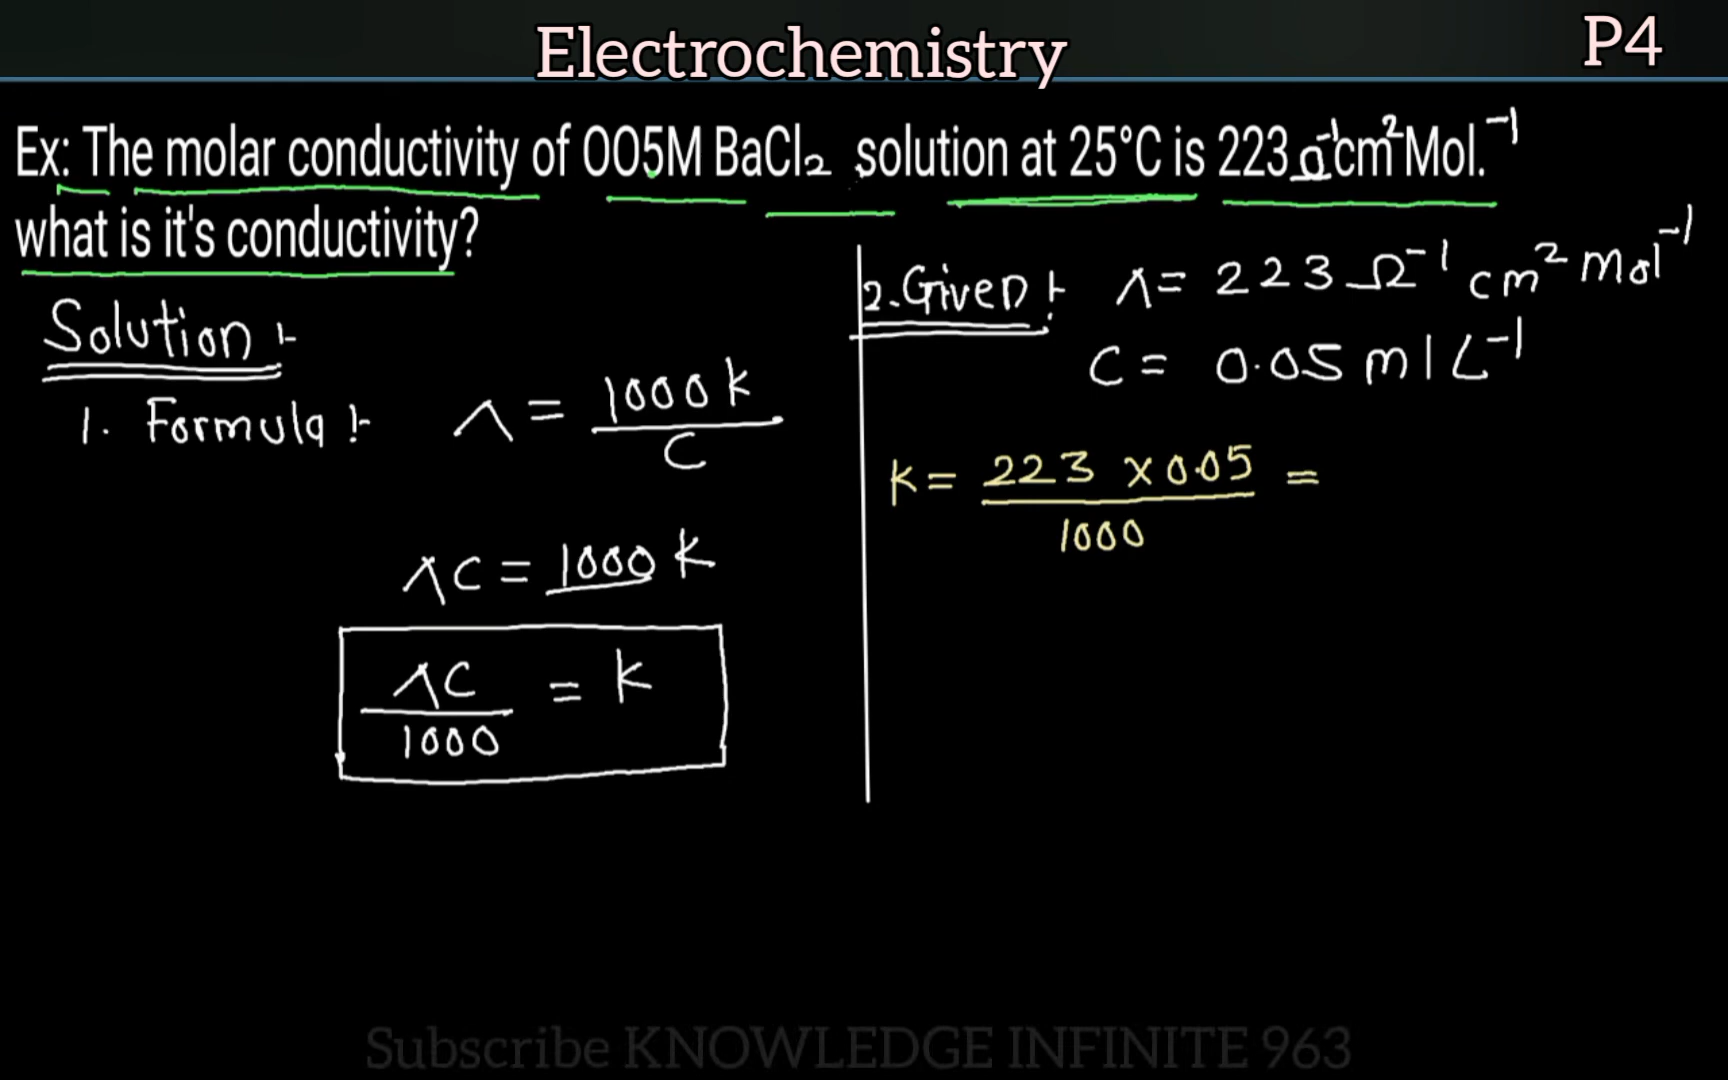 Electrochemistry
P4
Ex: The molar conductivity of 0.05M BaCl₂ solution at 25°C is 223 Ω⁻¹cm²Mol.⁻¹
what is it's conductivity?
Solution :-
1. Formula :- Λ = 1000 k / C
ΛC = 1000 k
ΛC / 1000 = k
2. Given :- Λ = 223 Ω⁻¹ cm² mol⁻¹
C = 0.05 m l L⁻¹
k = 223 × 0.05 / 1000 =
Subscribe KNOWLEDGE INFINITE 963